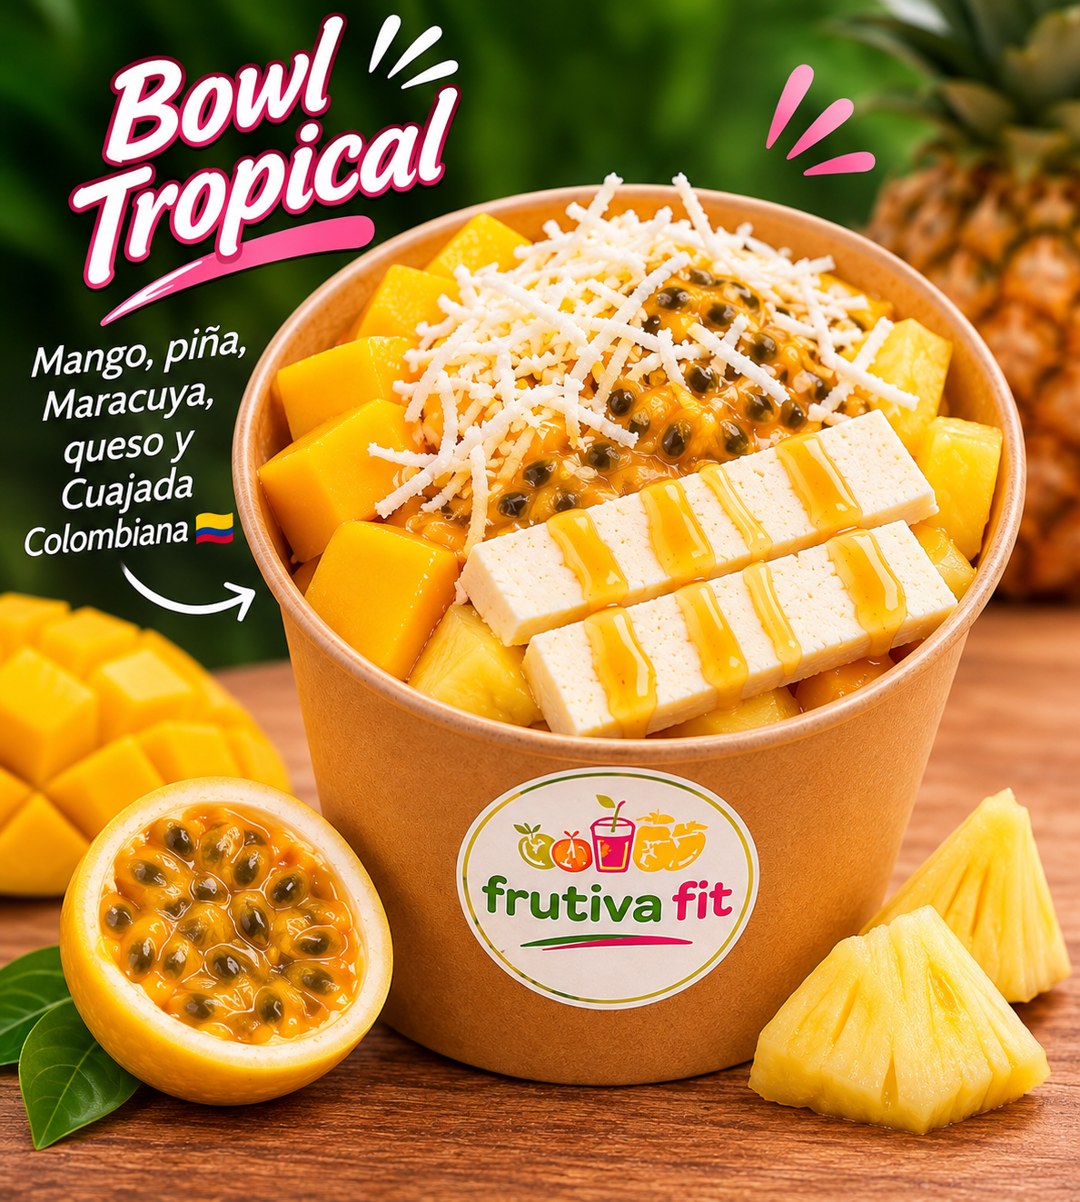 Bowl
Tropical
Mango, piña,
Maracuya,
queso y
Cuajada
Colombiana 🇨🇴
frutiva fit